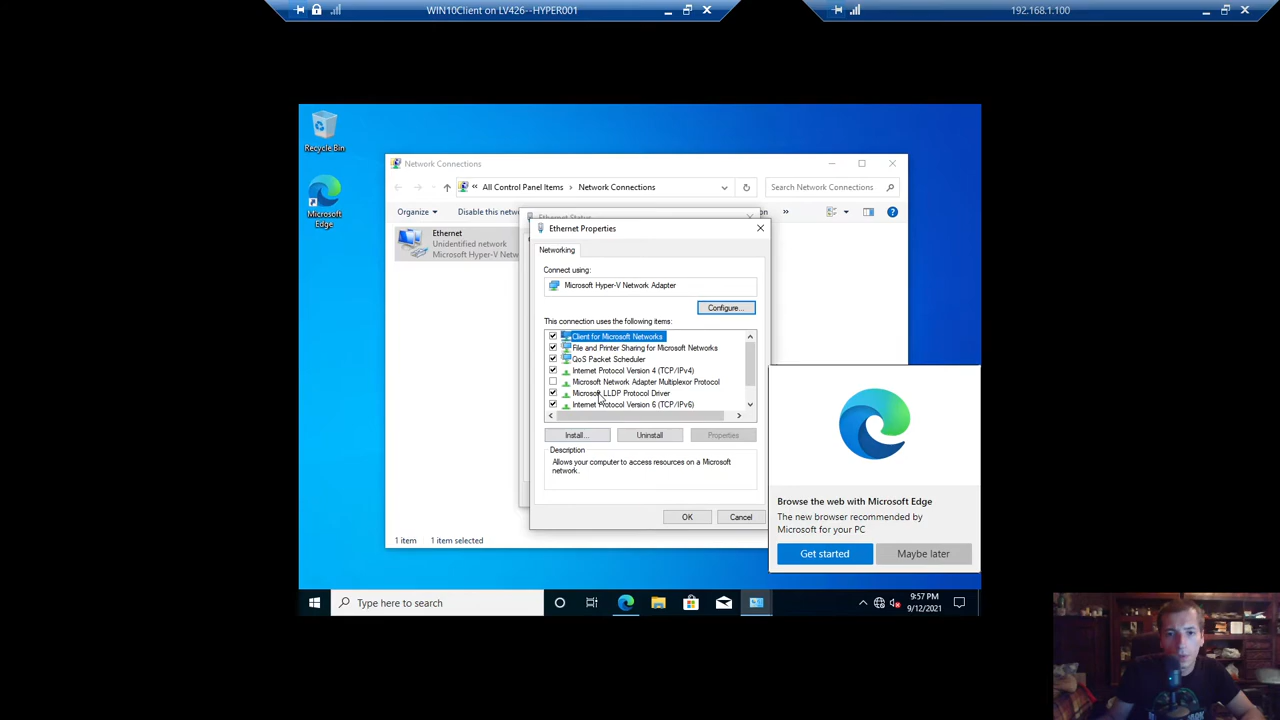 WIN10Client on LV426--HYPER001
192.168.1.100
Recycle Bin
Microsoft
Edge
Network Connections
« All Control Panel Items > Network Connections
Search Network Connections
Organize
Disable this netw
on
»
Ethernet
Unidentified network
Microsoft Hyper-V Netw
Ethernet Status
Ethernet Properties
Networking
Connect using:
Microsoft Hyper-V Network Adapter
Configure...
This connection uses the following items:
Client for Microsoft Networks
File and Printer Sharing for Microsoft Networks
QoS Packet Scheduler
Internet Protocol Version 4 (TCP/IPv4)
Microsoft Network Adapter Multiplexor Protocol
Microsoft LLDP Protocol Driver
Internet Protocol Version 6 (TCP/IPv6)
Install...
Uninstall
Properties
Description
Allows your computer to access resources on a Microsoft
network.
OK
Cancel
1 item
1 item selected
Browse the web with Microsoft Edge
The new browser recommended by
Microsoft for your PC
Get started
Maybe later
Type here to search
9:57 PM
9/12/2021